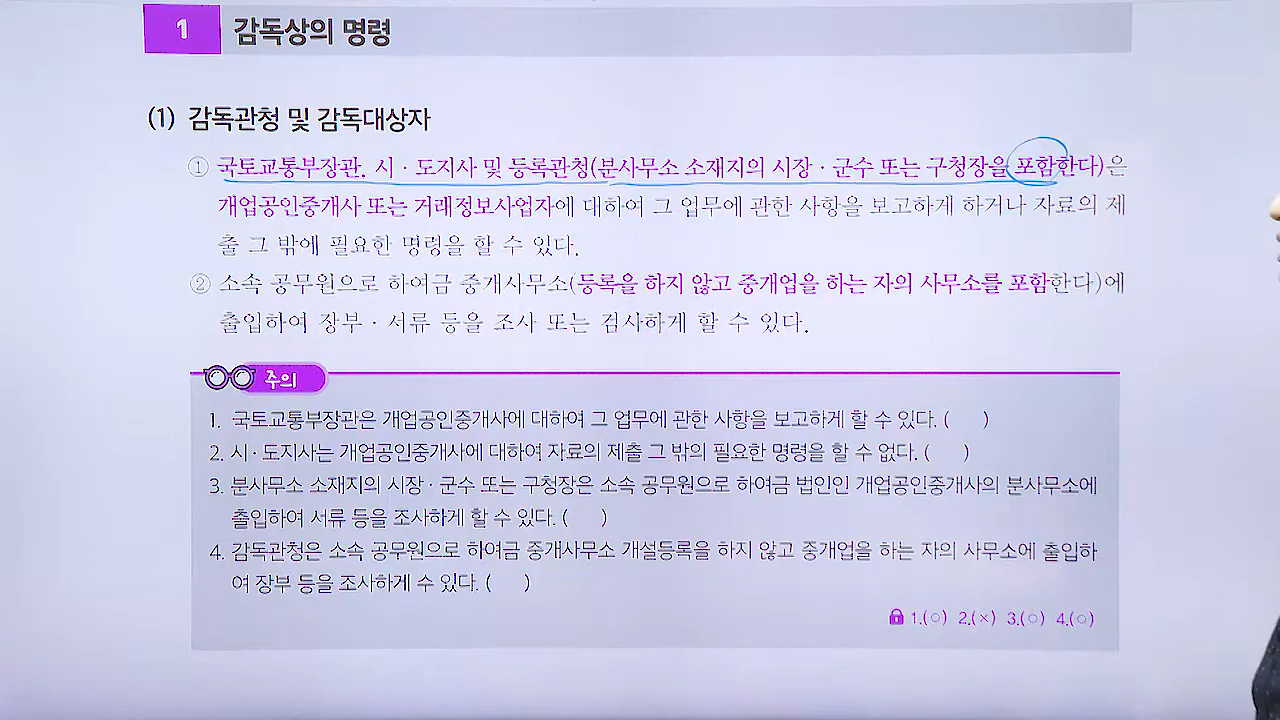 1 감독상의 명령
(1) 감독관청 및 감독대상자
① 국토교통부장관, 시·도지사 및 등록관청(분사무소 소재지의 시장·군수 또는 구청장을 포함한다)은
개업공인중개사 또는 거래정보사업자에 대하여 그 업무에 관한 사항을 보고하게 하거나 자료의 제
출 그 밖에 필요한 명령을 할 수 있다.
② 소속 공무원으로 하여금 중개사무소(등록을 하지 않고 중개업을 하는 자의 사무소를 포함한다)에
출입하여 장부·서류 등을 조사 또는 검사하게 할 수 있다.
주의
1. 국토교통부장관은 개업공인중개사에 대하여 그 업무에 관한 사항을 보고하게 할 수 있다. ( )
2. 시·도지사는 개업공인중개사에 대하여 자료의 제출 그 밖의 필요한 명령을 할 수 없다. ( )
3. 분사무소 소재지의 시장·군수 또는 구청장은 소속 공무원으로 하여금 법인인 개업공인중개사의 분사무소에
출입하여 서류 등을 조사하게 할 수 있다. ( )
4. 감독관청은 소속 공무원으로 하여금 중개사무소 개설등록을 하지 않고 중개업을 하는 자의 사무소에 출입하
여 장부 등을 조사하게 수 있다. ( )
1.(○) 2.(×) 3.(○) 4.(○)